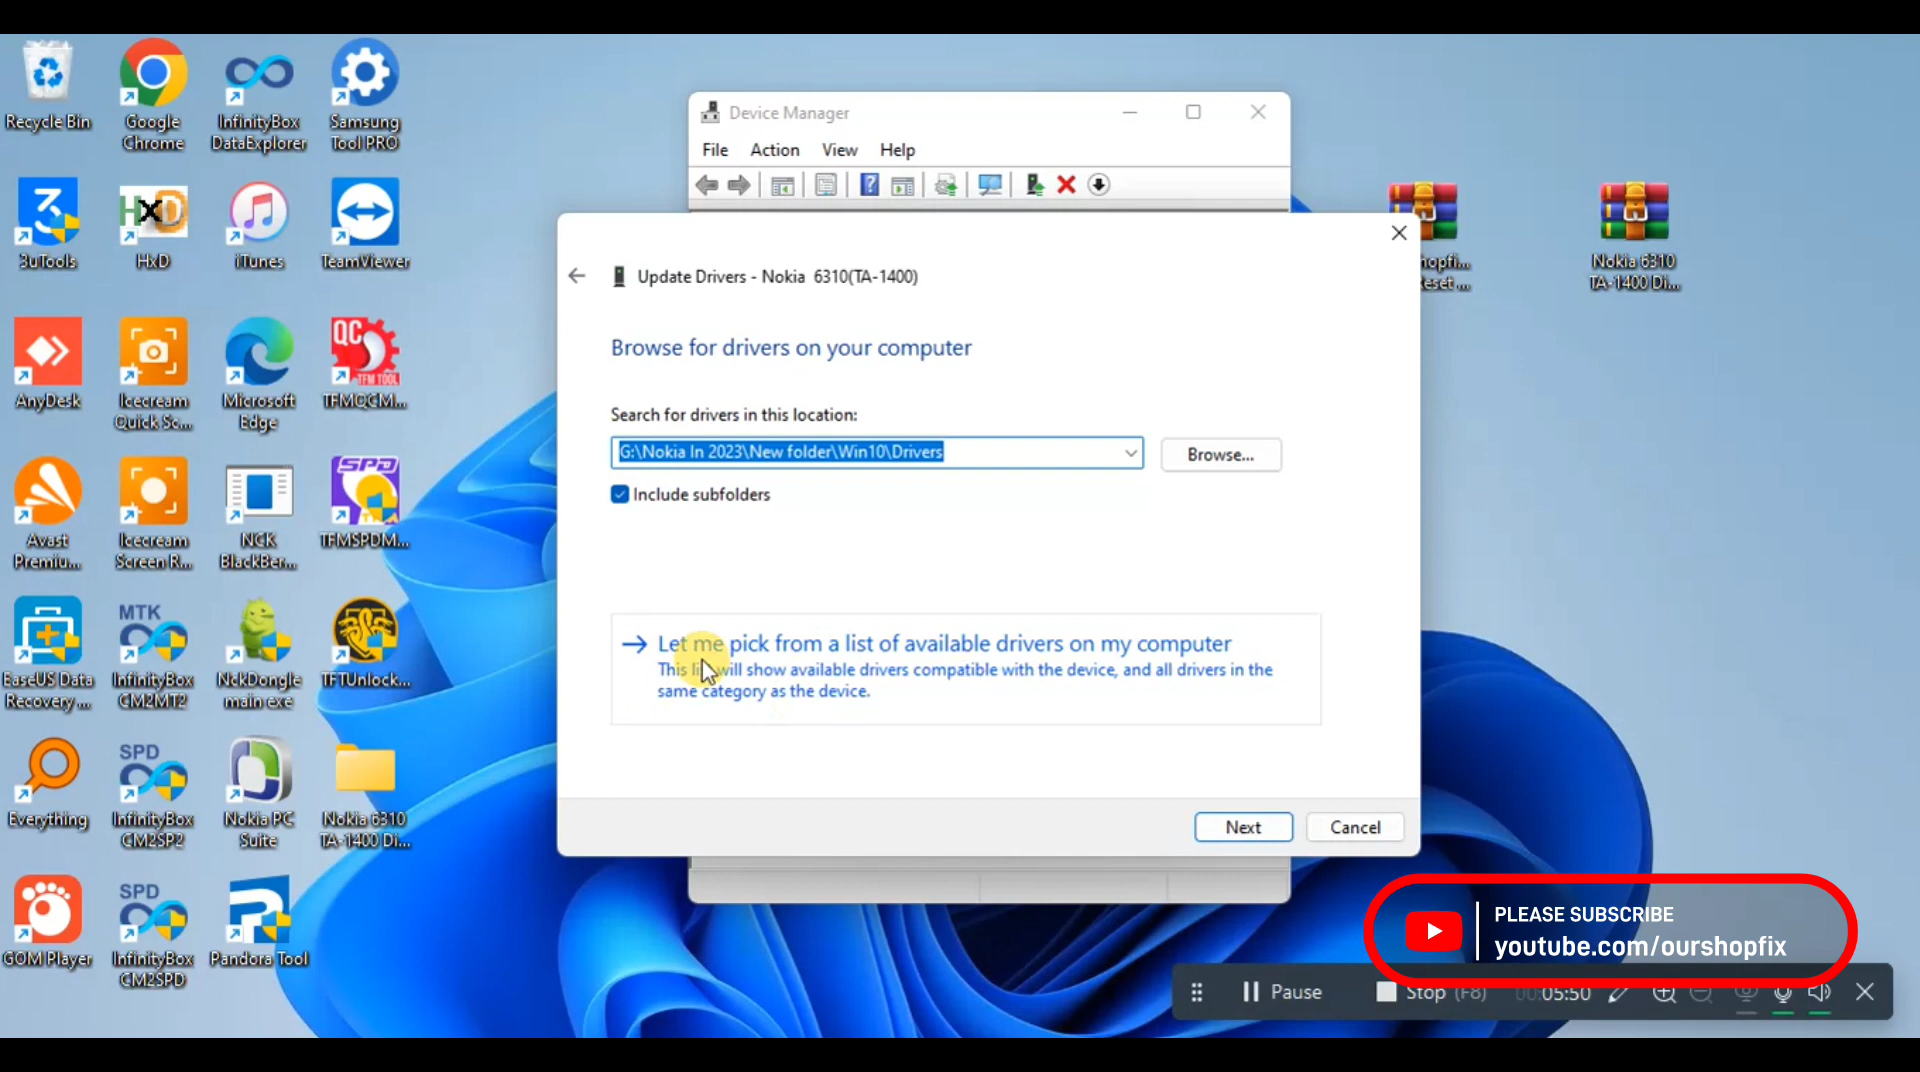 Recycle Bin
Google
Chrome
InfinityBox
DataExplorer
Samsung
Tool PRO
3uTools
HxD
iTunes
TeamViewer
AnyDesk
Icecream
Quick Sc...
Microsoft
Edge
QC
TFM TOOL
TFMQCM...
Avast
Premiu...
Icecream
Screen R...
NCK
BlackBer...
SPD
TFMSPDM...
EaseUS Data
Recovery ...
MTK
InfinityBox
CM2MT2
NckDongle
main exe
TFTUnlock...
Everything
SPD
InfinityBox
CM2SP2
Nokia PC
Suite
Nokia 6310
TA-1400 Di...
GOM Player
SPD
InfinityBox
CM2SPD
Pandora Tool
Device Manager
File Action View Help
hopfi...
eset ...
Nokia 6310
TA-1400 Di...
Update Drivers - Nokia 6310(TA-1400)
Browse for drivers on your computer
Search for drivers in this location:
G:\Nokia In 2023\New folder\Win10\Drivers
Browse...
Include subfolders
Let me pick from a list of available drivers on my computer
This list will show available drivers compatible with the device, and all drivers in the
same category as the device.
Next
Cancel
PLEASE SUBSCRIBE
youtube.com/ourshopfix
Pause
Stop (F8)
00:05:50